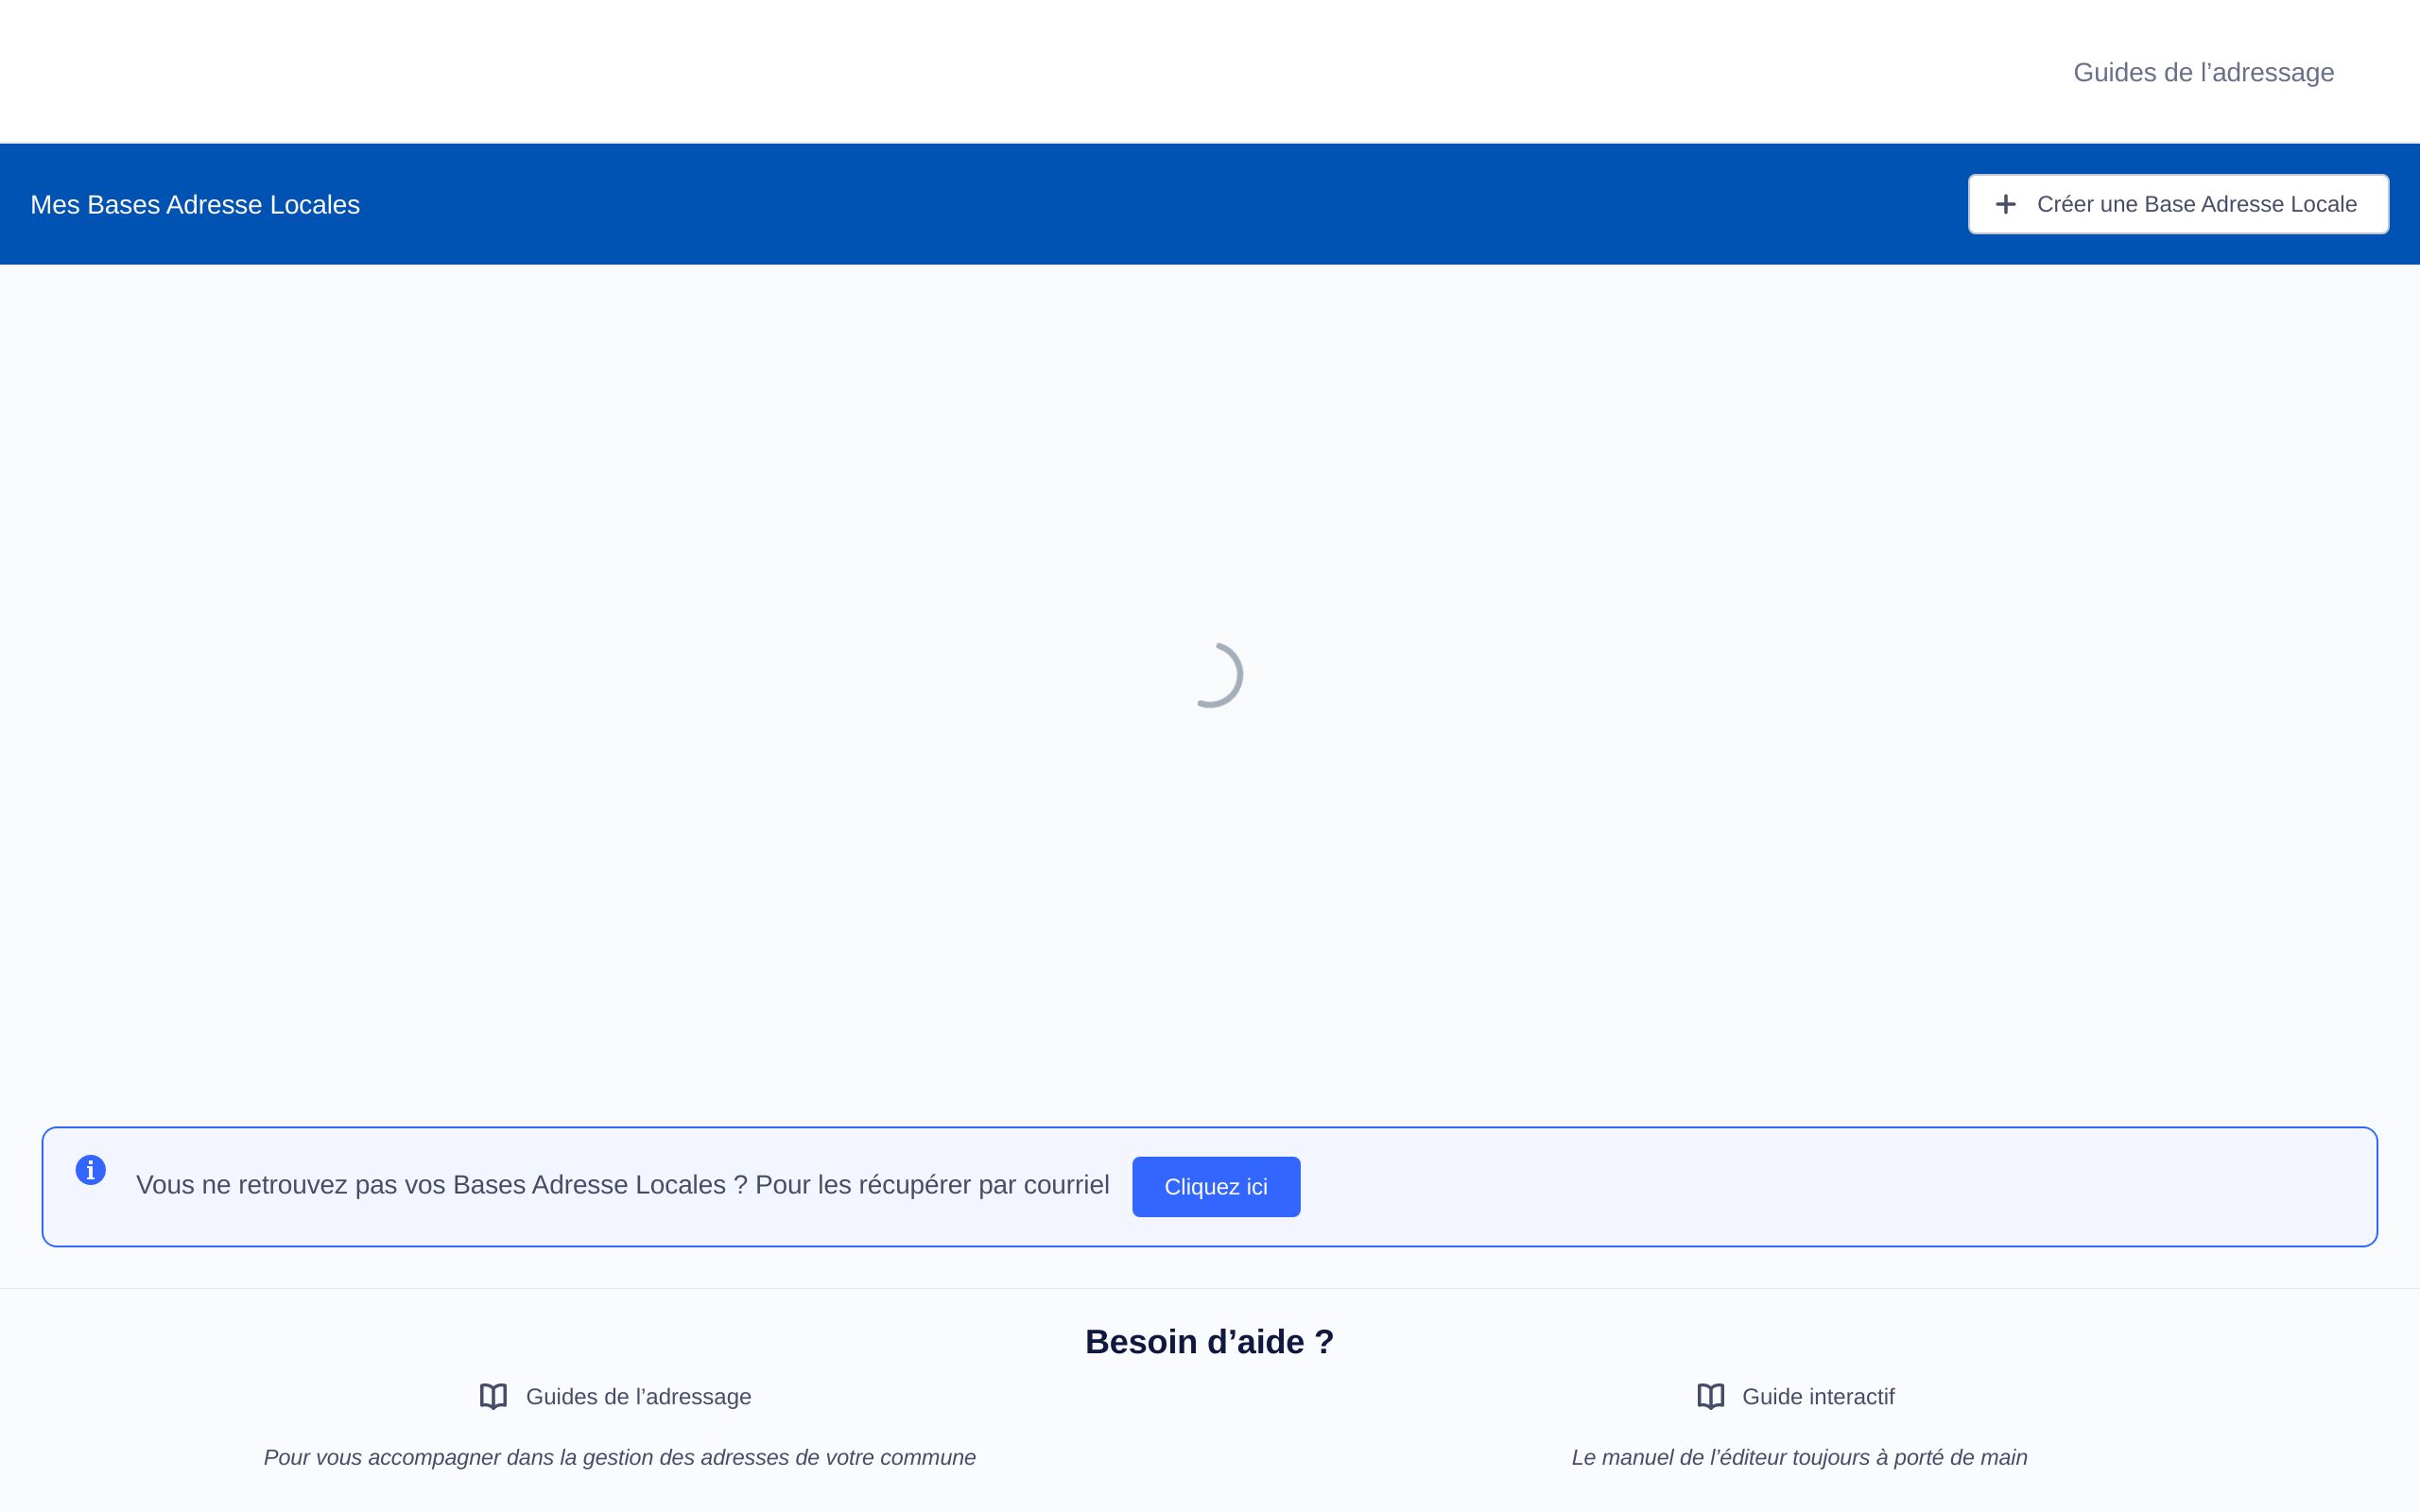 Guides de l’adressage
Mes Bases Adresse Locales
Créer une Base Adresse Locale
Vous ne retrouvez pas vos Bases Adresse Locales ? Pour les récupérer par courriel
Cliquez ici
Besoin d’aide ?
Guides de l’adressage
Pour vous accompagner dans la gestion des adresses de votre commune
Guide interactif
Le manuel de l’éditeur toujours à porté de main